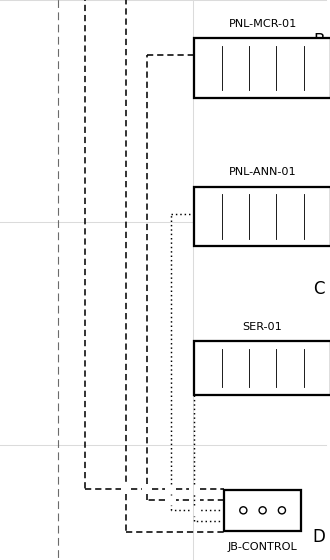 PNL-MCR-01
B
PNL-ANN-01
C
SER-01
D
JB-CONTROL